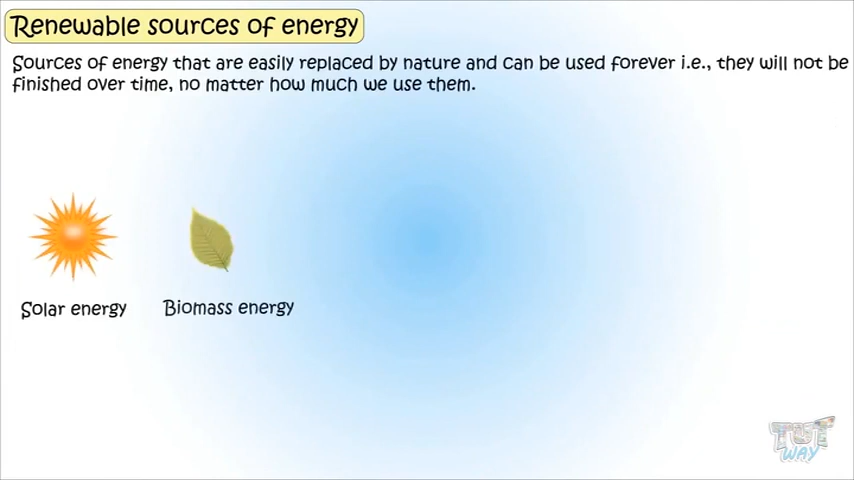 Renewable sources of energy
Sources of energy that are easily replaced by nature and can be used forever i.e., they will not be
finished over time, no matter how much we use them.
Solar energy
Biomass energy
TUT
WAY